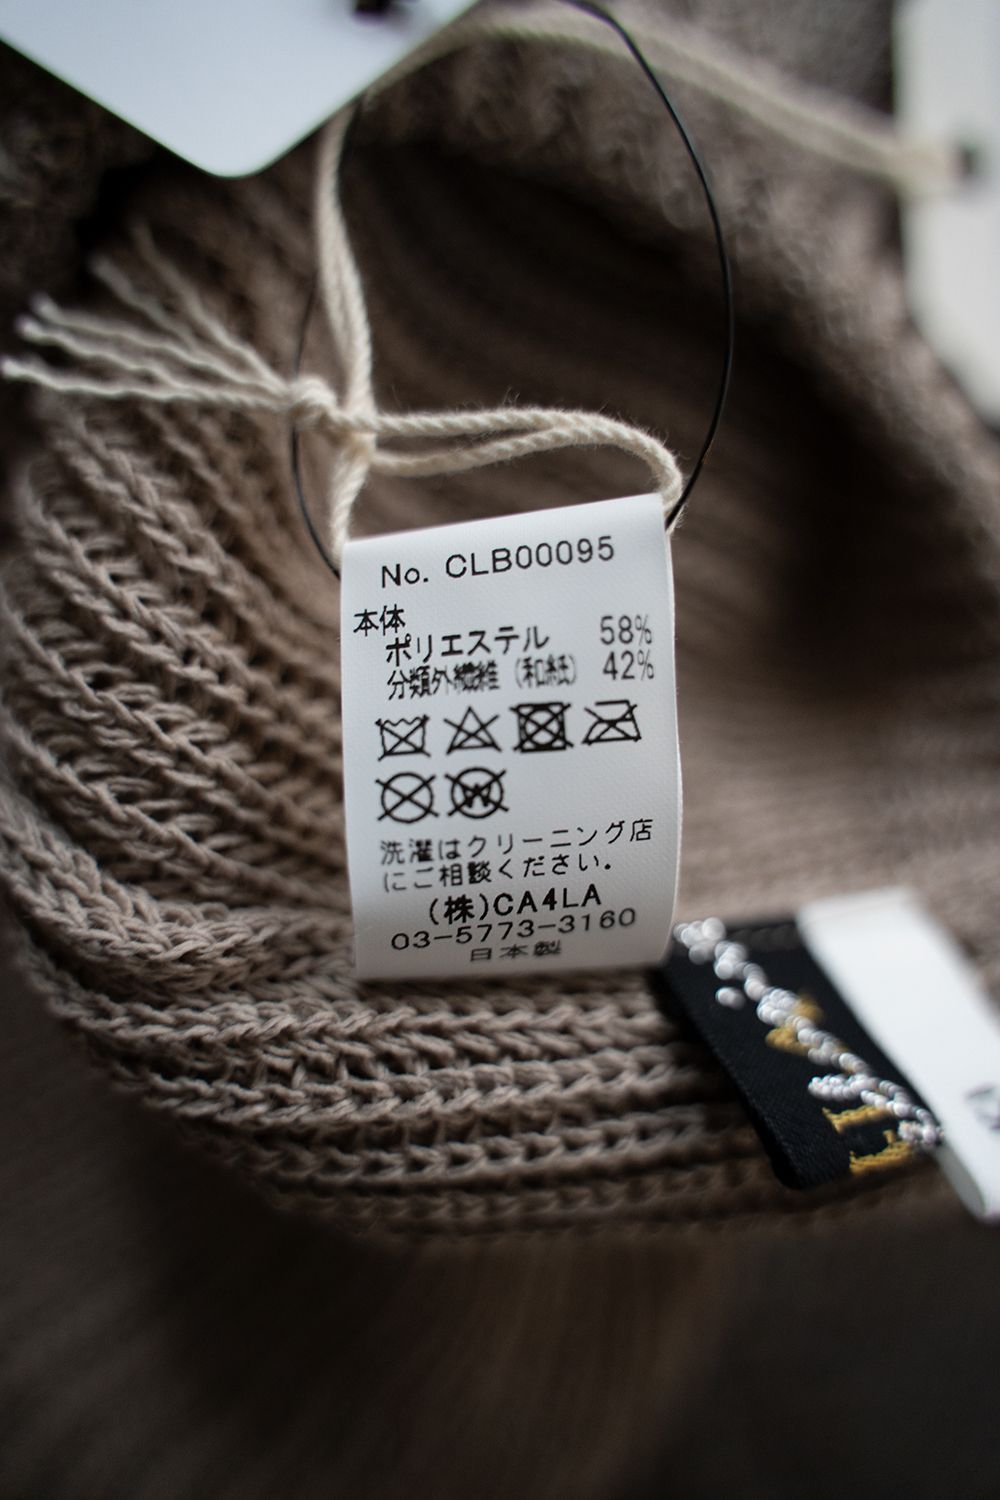 No. CLB00095
本体
ポリエステル 58%
分類外繊維 (和紙) 42%
W
洗濯はクリーニング店
にご相談ください。
(株)CA4LA
03-5773-3160
日本製